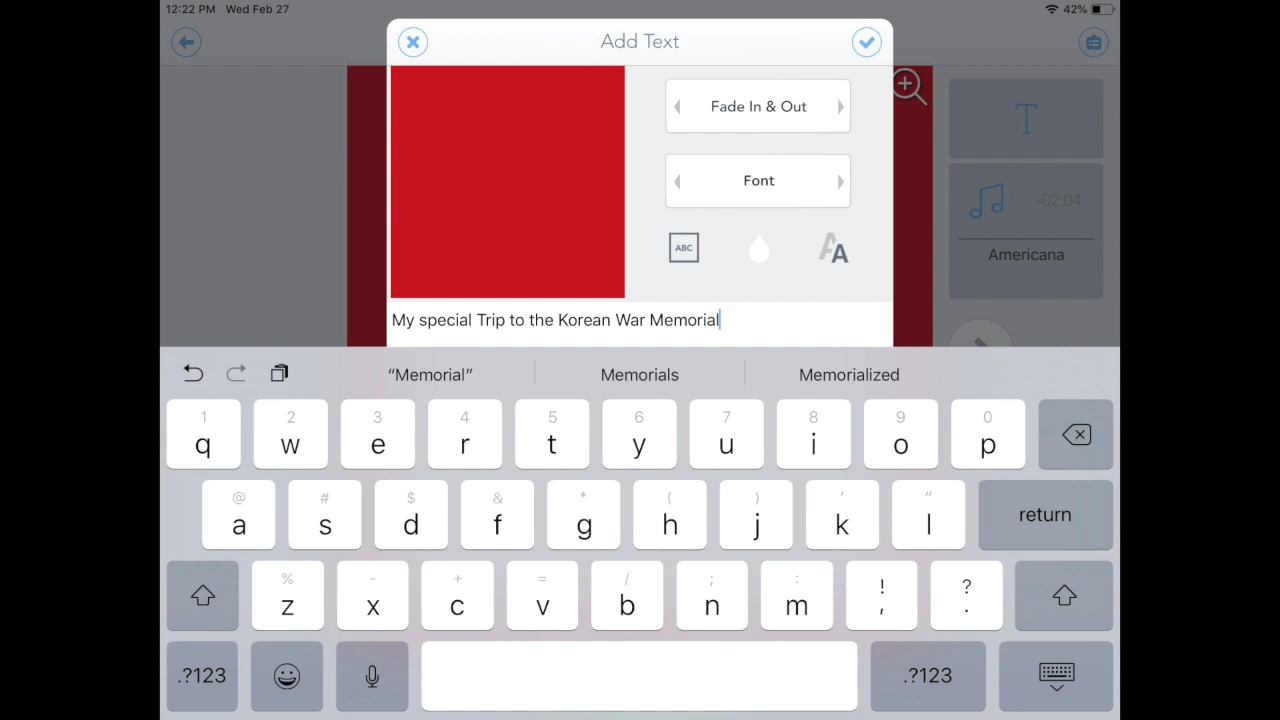 12:22 PM Wed Feb 27
42%
Add Text
Fade In & Out
Font
ABC
AA
T
-02:04
Americana
My special Trip to the Korean War Memorial
“Memorial” Memorials Memorialized
1 2 3 4 5 6 7 8 9 0
q w e r t y u i o p
@ # $ & * ( ) ' "
a s d f g h j k l return
% - + = / ; : ! ?
z x c v b n m , .
.?123 .?123